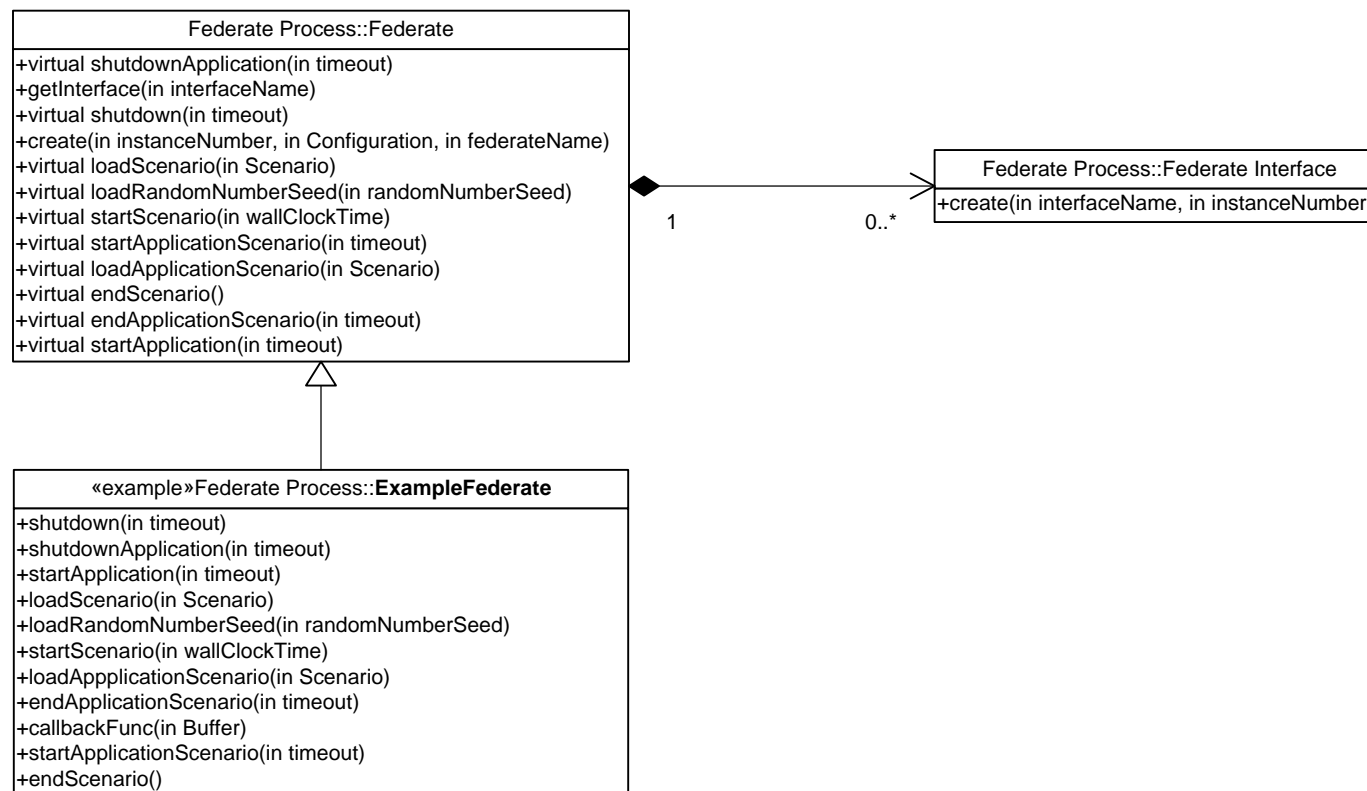 Federate Process::Federate
+virtual shutdownApplication(in timeout)
+getInterface(in interfaceName)
+virtual shutdown(in timeout)
+create(in instanceNumber, in Configuration, in federateName)
+virtual loadScenario(in Scenario)
+virtual loadRandomNumberSeed(in randomNumberSeed)
+virtual startScenario(in wallClockTime)
+virtual startApplicationScenario(in timeout)
+virtual loadApplicationScenario(in Scenario)
+virtual endScenario()
+virtual endApplicationScenario(in timeout)
+virtual startApplication(in timeout)
1
0..*
Federate Process::Federate Interface
+create(in interfaceName, in instanceNumber
«example»Federate Process::ExampleFederate
+shutdown(in timeout)
+shutdownApplication(in timeout)
+startApplication(in timeout)
+loadScenario(in Scenario)
+loadRandomNumberSeed(in randomNumberSeed)
+startScenario(in wallClockTime)
+loadAppplicationScenario(in Scenario)
+endApplicationScenario(in timeout)
+callbackFunc(in Buffer)
+startApplicationScenario(in timeout)
+endScenario()